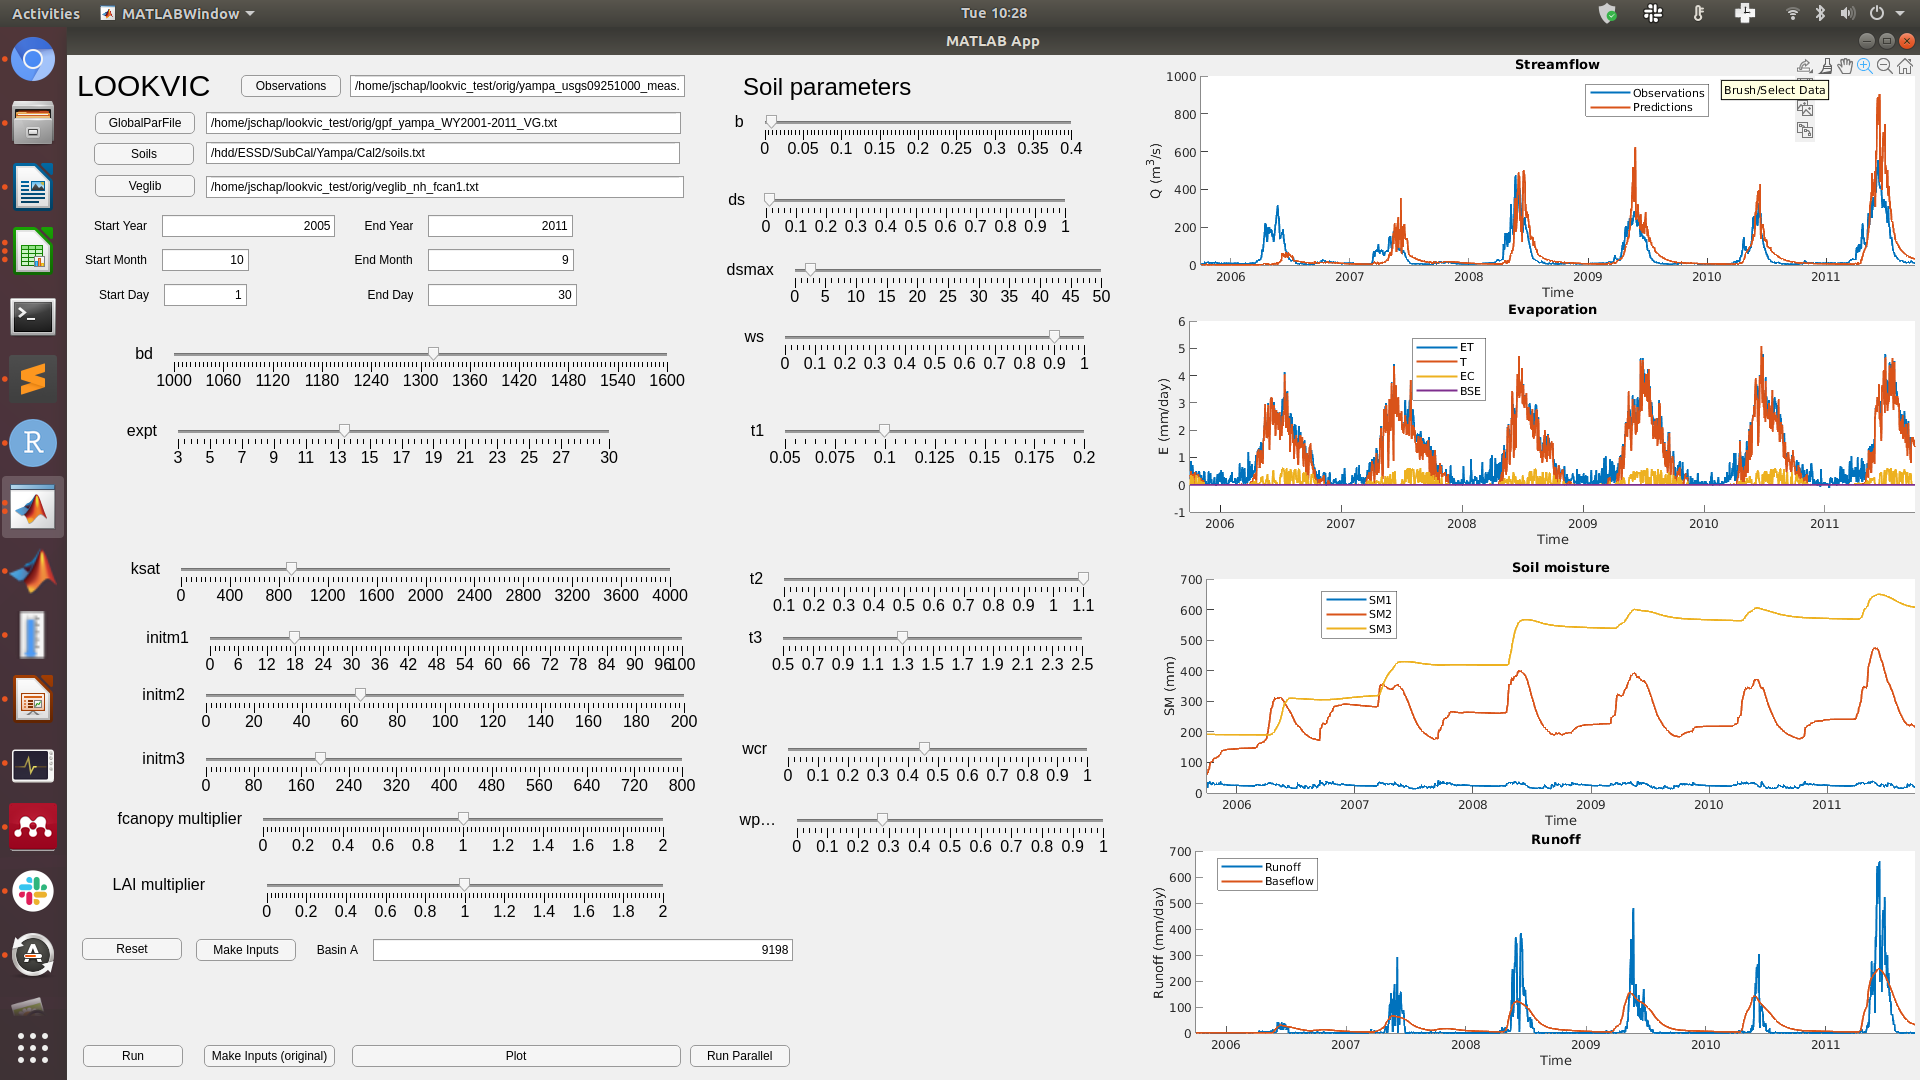 Activities MATLABWindow Tue 10:28
MATLAB App
LOOKVIC Observations /home/jschap/lookvic_test/orig/yampa_usgs09251000_meas.
GlobalParFile /home/jschap/lookvic_test/orig/gpf_yampa_WY2001-2011_VG.txt
Soils /hdd/ESSD/SubCal/Yampa/Cal2/soils.txt
Veglib /home/jschap/lookvic_test/orig/veglib_nh_fcan1.txt
Start Year 2005 End Year 2011
Start Month 10 End Month 9
Start Day 1 End Day 30
bd
1000 1060 1120 1180 1240 1300 1360 1420 1480 1540 1600
expt
3 5 7 9 11 13 15 17 19 21 23 25 27 30
ksat
0 400 800 1200 1600 2000 2400 2800 3200 3600 4000
initm1
0 6 12 18 24 30 36 42 48 54 60 66 72 78 84 90 96100
initm2
0 20 40 60 80 100 120 140 160 180 200
initm3
0 80 160 240 320 400 480 560 640 720 800
fcanopy multiplier
0 0.2 0.4 0.6 0.8 1 1.2 1.4 1.6 1.8 2
LAI multiplier
0 0.2 0.4 0.6 0.8 1 1.2 1.4 1.6 1.8 2
Reset Make Inputs Basin A 9198
Run Make Inputs (original) Plot Run Parallel
Soil parameters
b
0 0.05 0.1 0.15 0.2 0.25 0.3 0.35 0.4
ds
0 0.1 0.2 0.3 0.4 0.5 0.6 0.7 0.8 0.9 1
dsmax
0 5 10 15 20 25 30 35 40 45 50
ws
0 0.1 0.2 0.3 0.4 0.5 0.6 0.7 0.8 0.9 1
t1
0.05 0.075 0.1 0.125 0.15 0.175 0.2
t2
0.1 0.2 0.3 0.4 0.5 0.6 0.7 0.8 0.9 1 1.1
t3
0.5 0.7 0.9 1.1 1.3 1.5 1.7 1.9 2.1 2.3 2.5
wcr
0 0.1 0.2 0.3 0.4 0.5 0.6 0.7 0.8 0.9 1
wp...
0 0.1 0.2 0.3 0.4 0.5 0.6 0.7 0.8 0.9 1
Streamflow
Brush/Select Data
Observations
Predictions
Q (m³/s)
1000
800
600
400
200
0
2006 2007 2008 2009 2010 2011
Time
Evaporation
ET
T
EC
BSE
E (mm/day)
6
5
4
3
2
1
0
-1
2006 2007 2008 2009 2010 2011
Time
Soil moisture
SM1
SM2
SM3
SM (mm)
700
600
500
400
300
200
100
0
2006 2007 2008 2009 2010 2011
Time
Runoff
Runoff
Baseflow
Runoff (mm/day)
700
600
500
400
300
200
100
0
2006 2007 2008 2009 2010 2011
Time